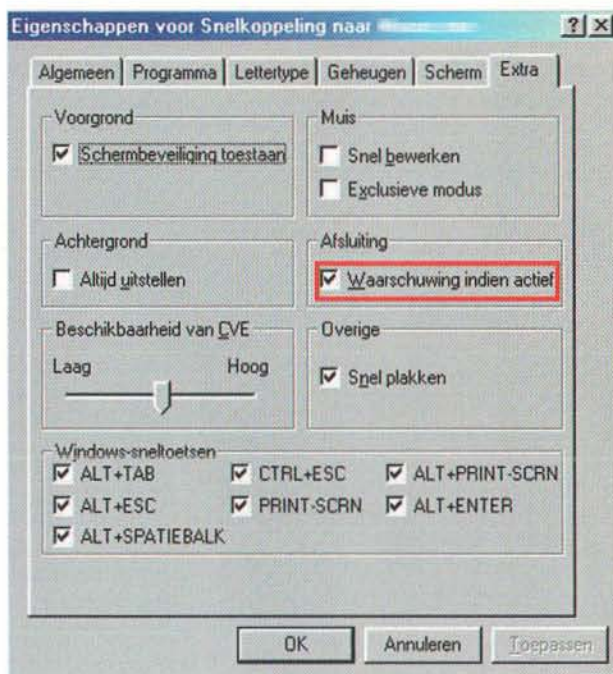 Eigenschappen voor Snelkoppeling naar
Algemeen Programma Lettertype Geheugen Scherm Extra
Voorgrond
Schermbeveiliging toestaan
Muis
Snel bewerken
Exclusieve modus
Achtergrond
Altijd uitstellen
Afsluiting
Waarschuwing indien actief
Beschikbaarheid van CVE
Laag Hoog
Overige
Snel plakken
Windows-sneltoetsen
ALT+TAB CTRL+ESC ALT+PRINT-SCRN
ALT+ESC PRINT-SCRN ALT+ENTER
ALT+SPATIEBALK
OK Annuleren Toepassen